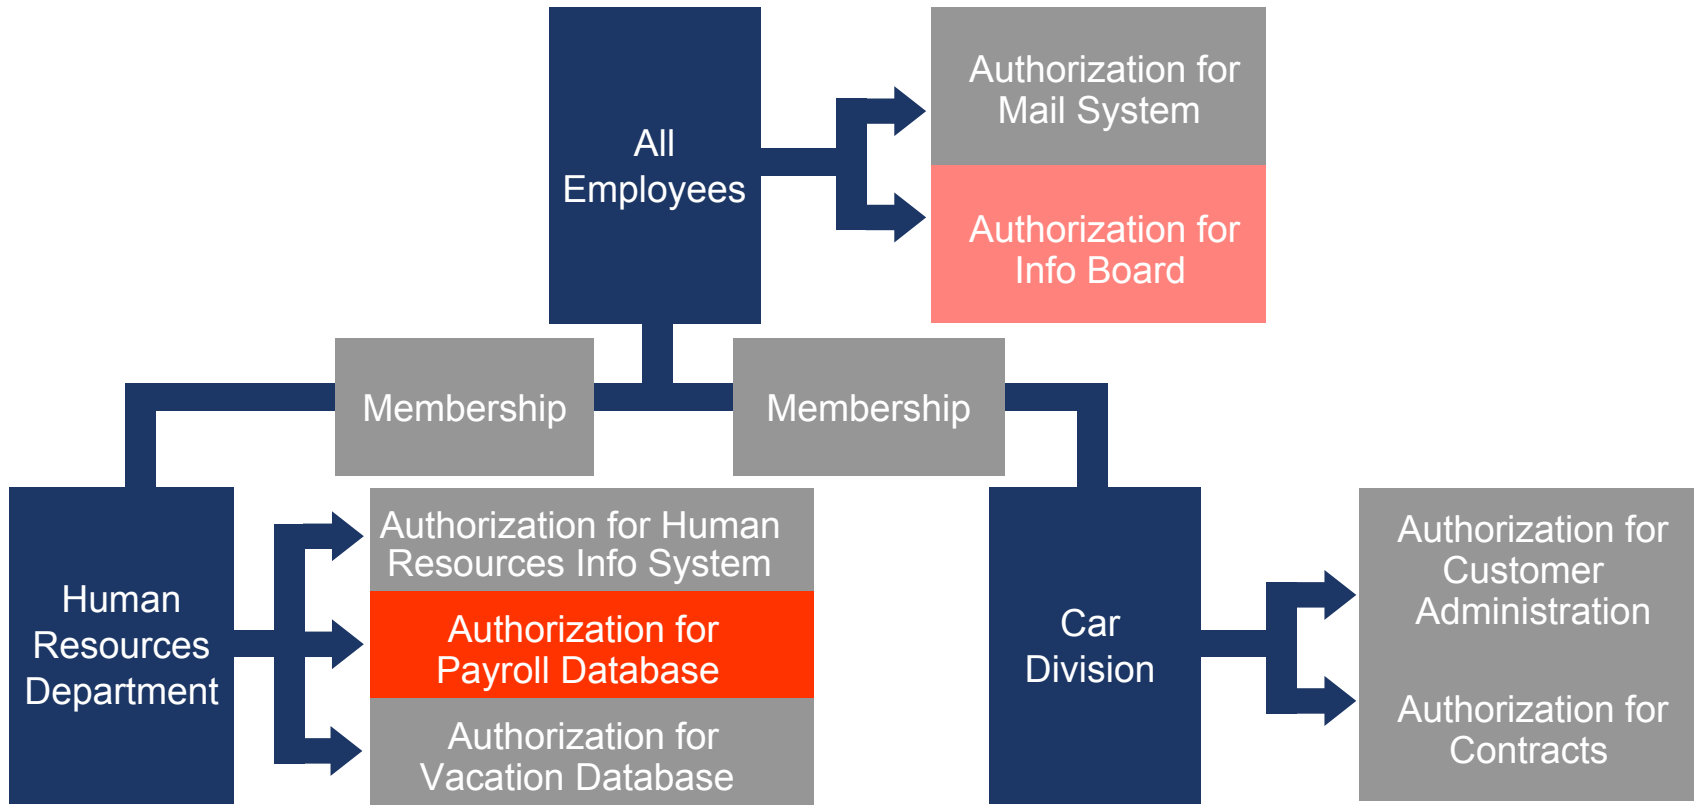 All
Employees
Authorization for
Mail System
Authorization for
Info Board
Membership
Membership
Human
Resources
Department
Authorization for Human
Resources Info System
Authorization for
Payroll Database
Authorization for
Vacation Database
Car
Division
Authorization for
Customer
Administration
Authorization for
Contracts